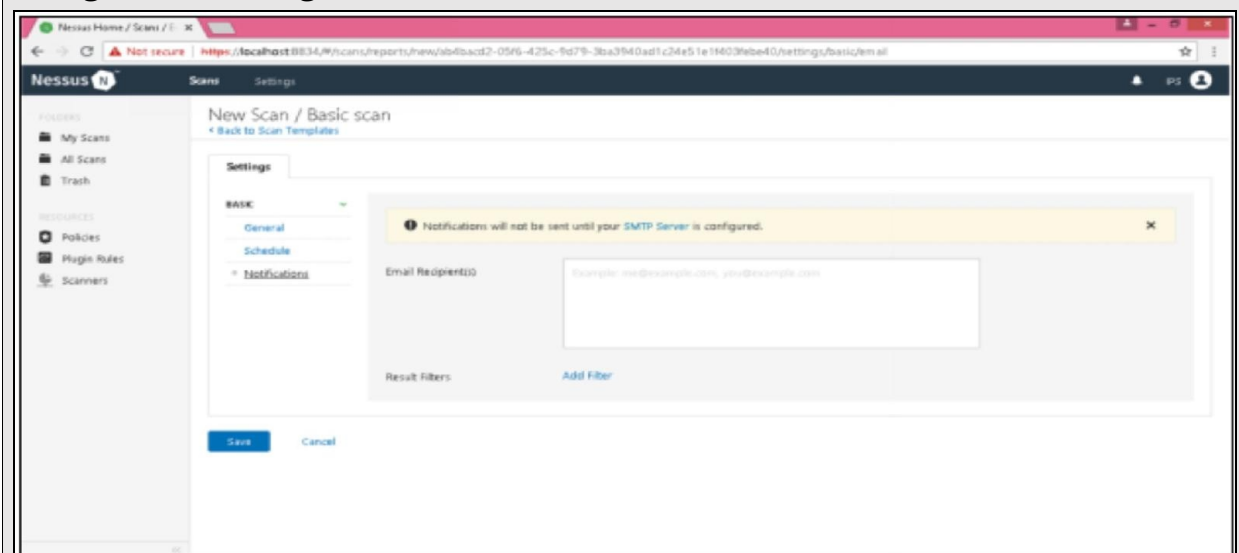 Nessus Home / Scans / E
Not secure | https://localhost:8834/#/scans/reports/new/ab4bacd2-05f6-425c-9d79-3ba3940ad1c24e51e1f403febe40/settings/basic/email
Nessus N Scans Settings PS
FOLDERS
My Scans
All Scans
Trash
RESOURCES
Policies
Plugin Rules
Scanners
New Scan / Basic scan
< Back to Scan Templates
Settings
BASIC
General
Schedule
Notifications
Notifications will not be sent until your SMTP Server is configured.
Email Recipient(s)
Example: me@example.com, you@example.com
Result Filters
Add Filter
Save Cancel